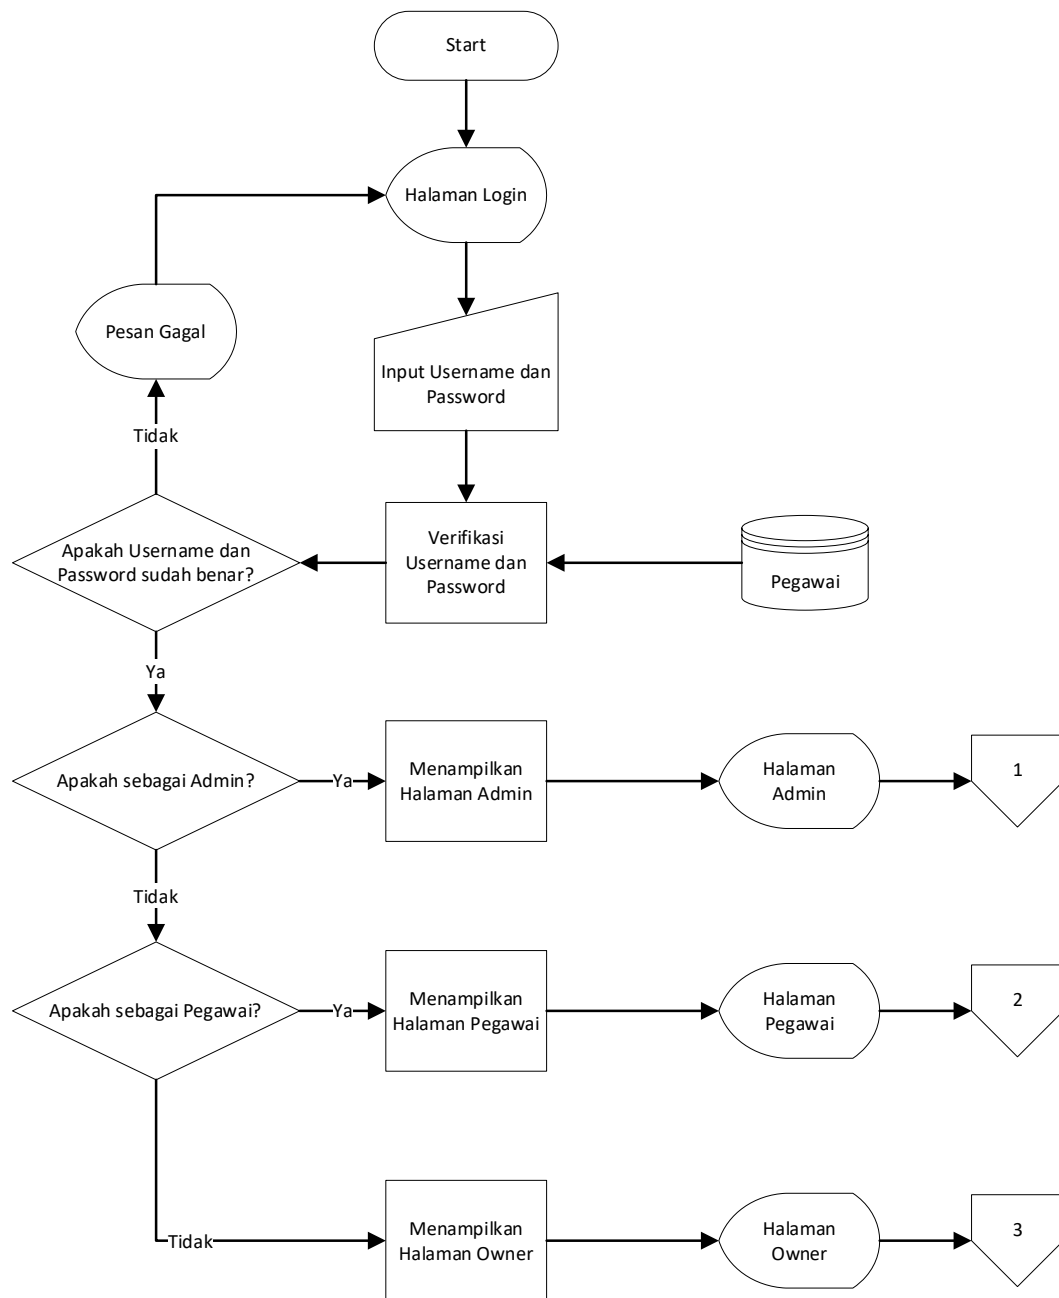 Start
Halaman Login
Pesan Gagal
Input Username dan
Password
Tidak
Apakah Username dan
Password sudah benar?
Verifikasi
Username dan
Password
Pegawai
Ya
Apakah sebagai Admin?
Ya
Menampilkan
Halaman Admin
Halaman
Admin
1
Tidak
Apakah sebagai Pegawai?
Ya
Menampilkan
Halaman Pegawai
Halaman
Pegawai
2
Tidak
Menampilkan
Halaman Owner
Halaman
Owner
3